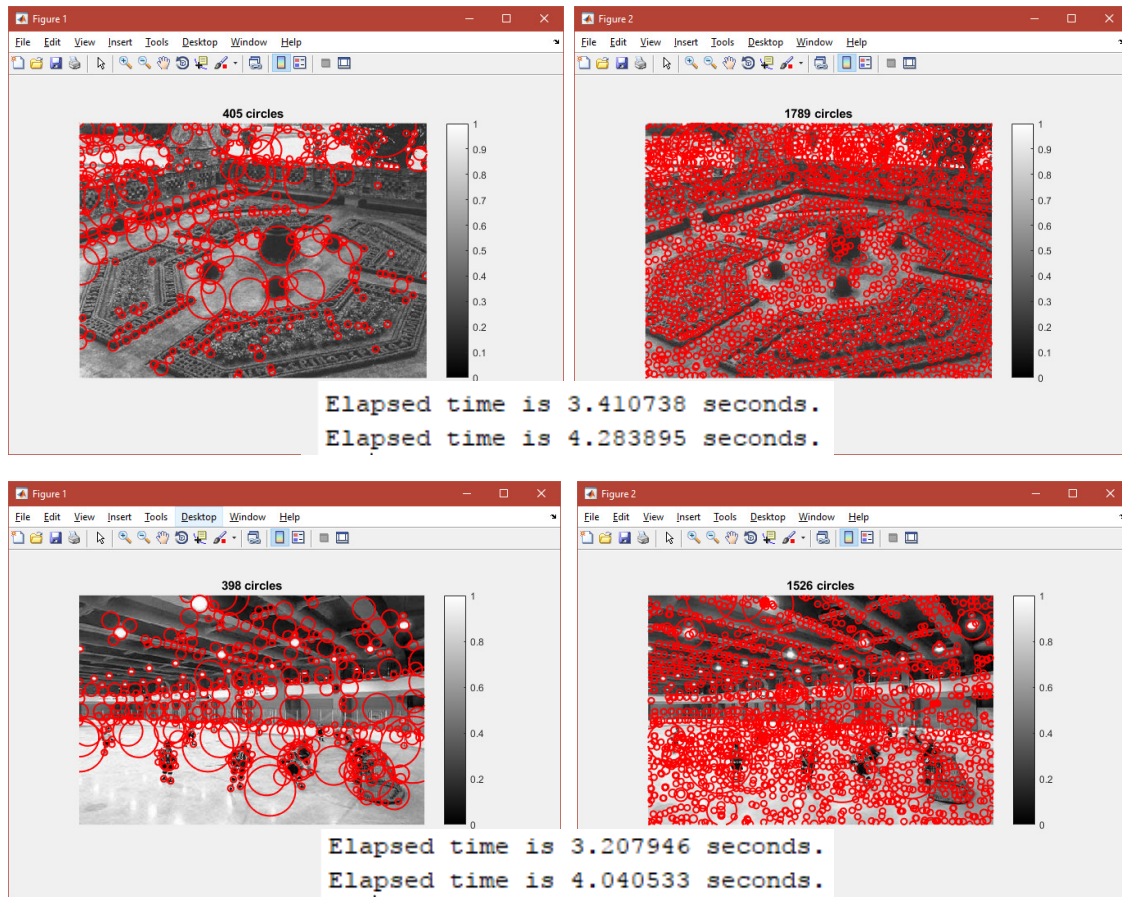 Figure 1
File Edit View Insert Tools Desktop Window Help
405 circles
1
0.9
0.8
0.7
0.6
0.5
0.4
0.3
0.2
0.1
0
Figure 2
File Edit View Insert Tools Desktop Window Help
1789 circles
1
0.9
0.8
0.7
0.6
0.5
0.4
0.3
0.2
0.1
0
Elapsed time is 3.410738 seconds.
Elapsed time is 4.283895 seconds.
Figure 1
File Edit View Insert Tools Desktop Window Help
398 circles
1
0.8
0.6
0.4
0.2
0
Figure 2
File Edit View Insert Tools Desktop Window Help
1526 circles
1
0.8
0.6
0.4
0.2
0
Elapsed time is 3.207946 seconds.
Elapsed time is 4.040533 seconds.